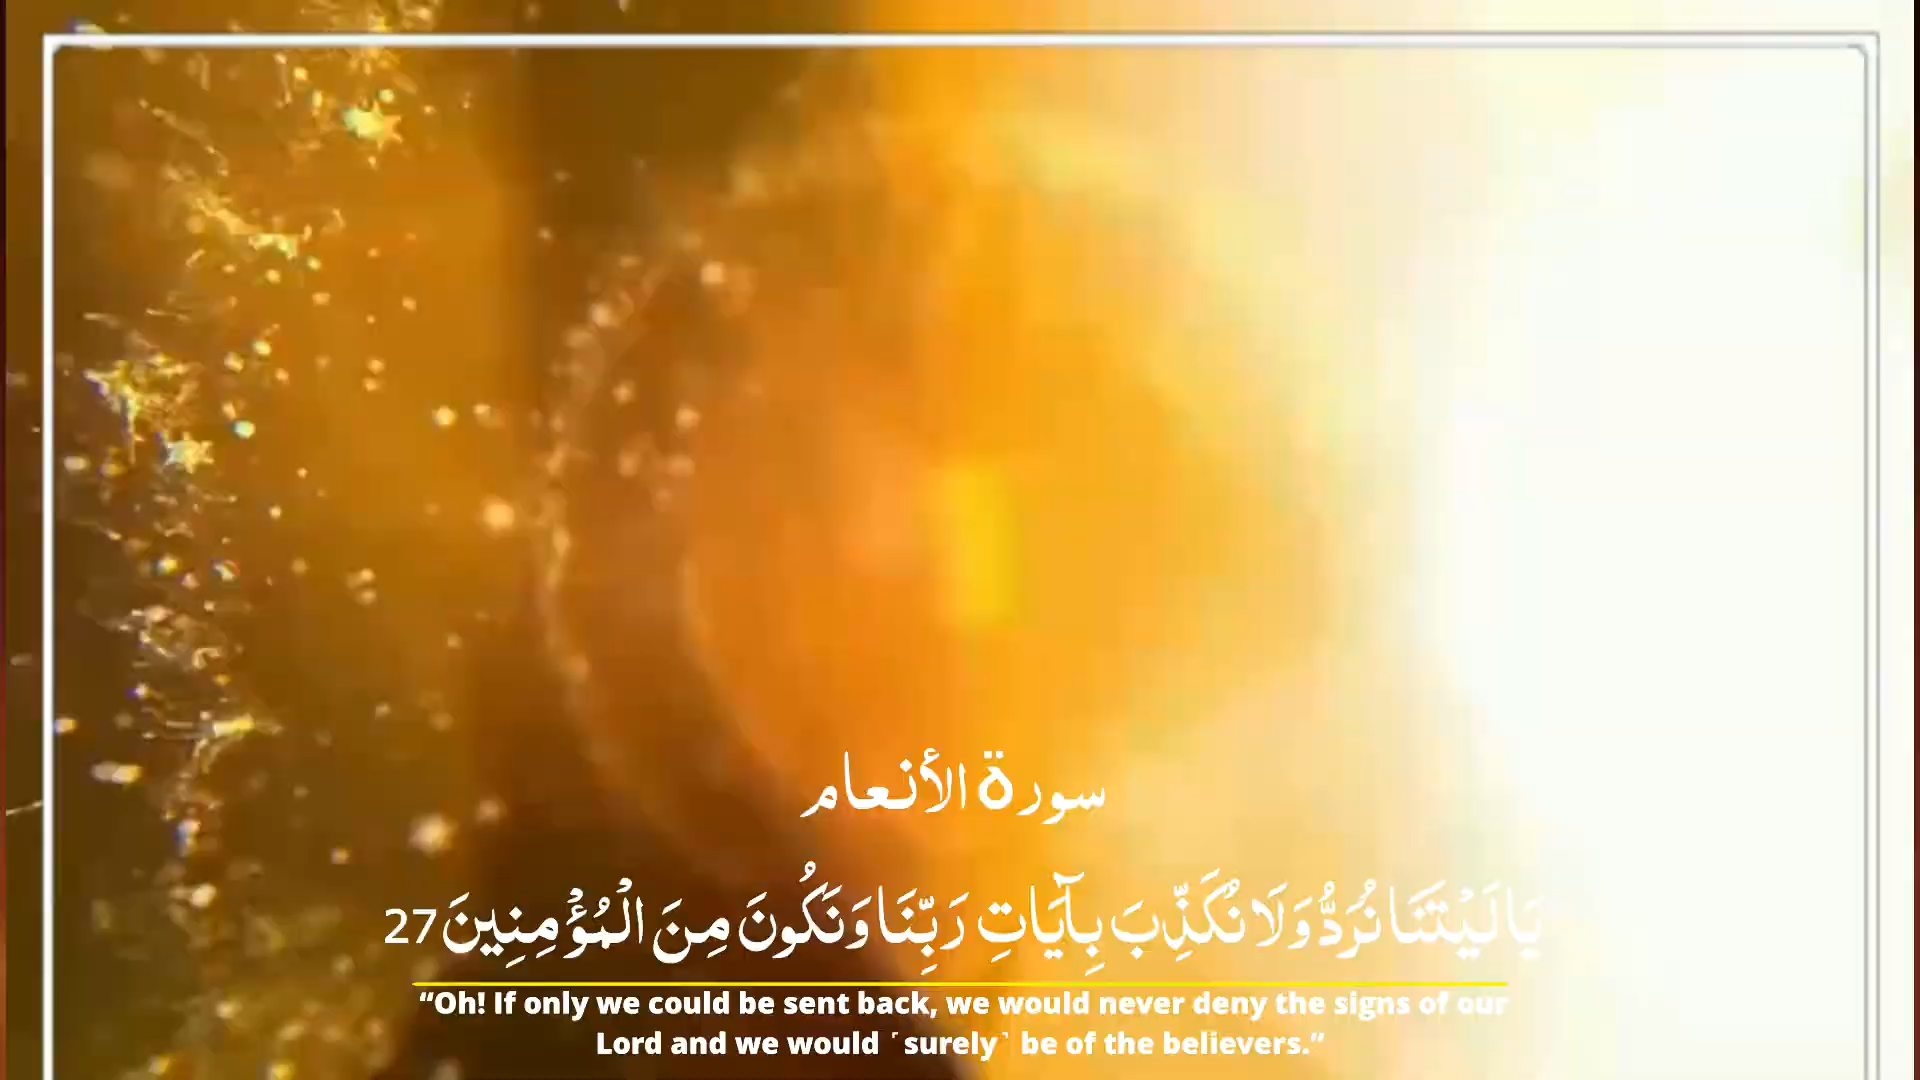 سورة الأنعام
يَا لَيْتَنَا نُرَدُّ وَلَا نُكَذِّبَ بِآيَاتِ رَبِّنَا وَنَكُونَ مِنَ الْمُؤْمِنِينَ 27
“Oh! If only we could be sent back, we would never deny the signs of our
Lord and we would ˹surely˺ be of the believers.”